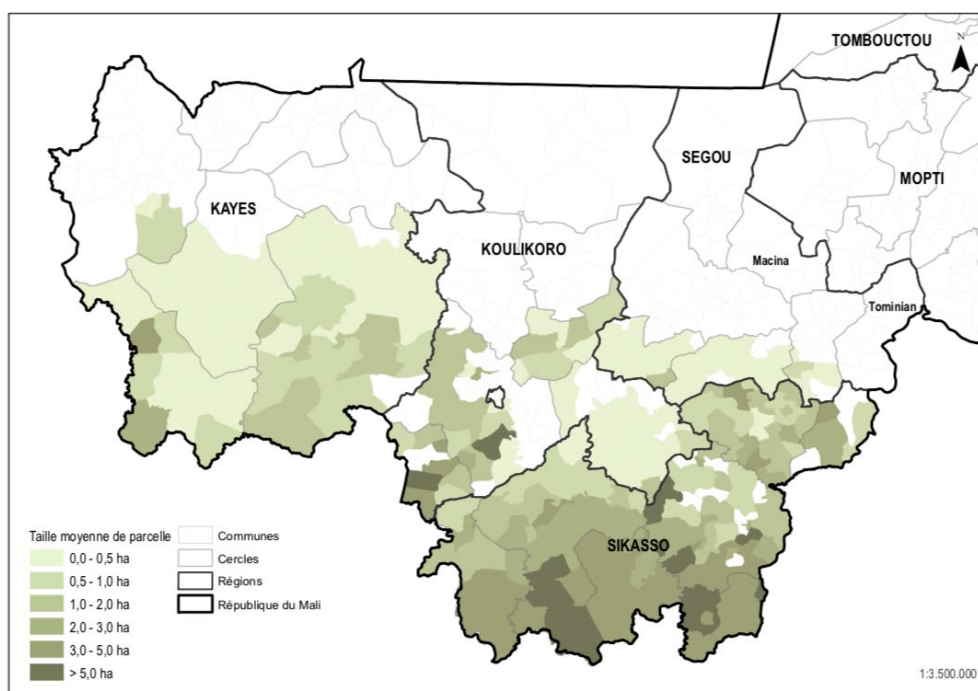 TOMBOUCTOU
N
SEGOU
MOPTI
KAYES
KOULIKORO
Macina
Tominian
SIKASSO
Taille moyenne de parcelle
0,0 - 0,5 ha
0,5 - 1,0 ha
1,0 - 2,0 ha
2,0 - 3,0 ha
3,0 - 5,0 ha
> 5,0 ha
Communes
Cercles
Régions
République du Mali
1:3.500.000